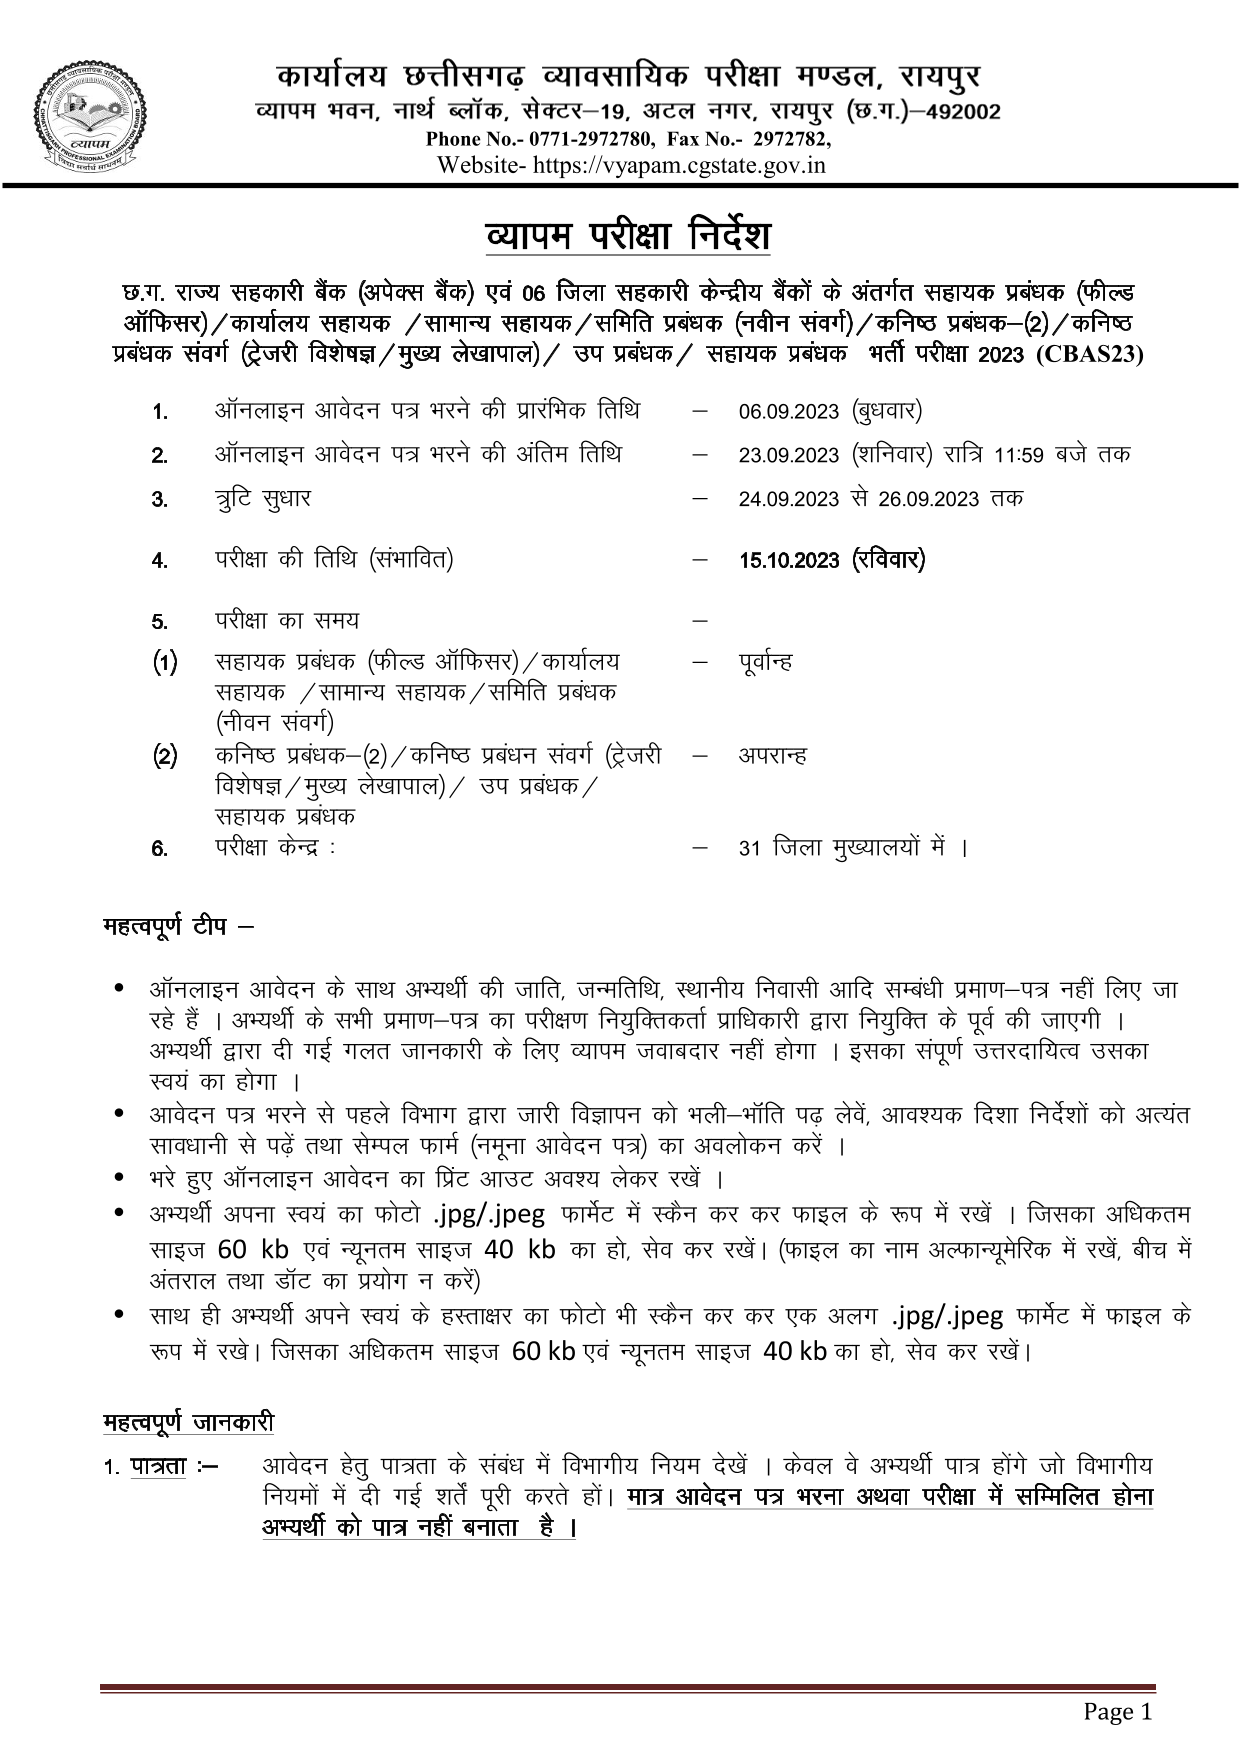 कार्यालय छत्तीसगढ़ व्यावसायिक परीक्षा मण्डल, रायपुर
व्यापम भवन, नार्थ ब्लॉक, सेक्टर–19, अटल नगर, रायपुर (छ.ग.)–492002
Phone No.- 0771-2972780, Fax No.- 2972782,
Website- https://vyapam.cgstate.gov.in
व्यापम
व्यापम परीक्षा निर्देश
छ.ग. राज्य सहकारी बैंक (अपेक्स बैंक) एवं 06 जिला सहकारी केन्द्रीय बैंकों के अंतर्गत सहायक प्रबंधक (फील्ड
ऑफिसर)/कार्यालय सहायक /सामान्य सहायक/समिति प्रबंधक (नवीन संवर्ग)/कनिष्ठ प्रबंधक–(2)/कनिष्ठ
प्रबंधक संवर्ग (ट्रेजरी विशेषज्ञ/मुख्य लेखापाल)/ उप प्रबंधक/ सहायक प्रबंधक भर्ती परीक्षा 2023 (CBAS23)
1. ऑनलाइन आवेदन पत्र भरने की प्रारंभिक तिथि – 06.09.2023 (बुधवार)
2. ऑनलाइन आवेदन पत्र भरने की अंतिम तिथि – 23.09.2023 (शनिवार) रात्रि 11:59 बजे तक
3. त्रुटि सुधार – 24.09.2023 से 26.09.2023 तक
4. परीक्षा की तिथि (संभावित) – 15.10.2023 (रविवार)
5. परीक्षा का समय –
(1) सहायक प्रबंधक (फील्ड ऑफिसर)/कार्यालय – पूर्वान्ह
सहायक /सामान्य सहायक/समिति प्रबंधक
(नीवन संवर्ग)
(2) कनिष्ठ प्रबंधक–(2)/कनिष्ठ प्रबंधन संवर्ग (ट्रेजरी – अपरान्ह
विशेषज्ञ/मुख्य लेखापाल)/ उप प्रबंधक/
सहायक प्रबंधक
6. परीक्षा केन्द्र : – 31 जिला मुख्यालयों में ।
महत्वपूर्ण टीप –
• ऑनलाइन आवेदन के साथ अभ्यर्थी की जाति, जन्मतिथि, स्थानीय निवासी आदि सम्बंधी प्रमाण–पत्र नहीं लिए जा
रहे हैं । अभ्यर्थी के सभी प्रमाण–पत्र का परीक्षण नियुक्तिकर्ता प्राधिकारी द्वारा नियुक्ति के पूर्व की जाएगी ।
अभ्यर्थी द्वारा दी गई गलत जानकारी के लिए व्यापम जवाबदार नहीं होगा । इसका संपूर्ण उत्तरदायित्व उसका
स्वयं का होगा ।
• आवेदन पत्र भरने से पहले विभाग द्वारा जारी विज्ञापन को भली–भॉति पढ़ लेवें, आवश्यक दिशा निर्देशों को अत्यंत
सावधानी से पढ़ें तथा सेम्पल फार्म (नमूना आवेदन पत्र) का अवलोकन करें ।
• भरे हुए ऑनलाइन आवेदन का प्रिंट आउट अवश्य लेकर रखें ।
• अभ्यर्थी अपना स्वयं का फोटो .jpg/.jpeg फार्मेट में स्कैन कर कर फाइल के रूप में रखें । जिसका अधिकतम
साइज 60 kb एवं न्यूनतम साइज 40 kb का हो, सेव कर रखें। (फाइल का नाम अल्फान्यूमेरिक में रखें, बीच में
अंतराल तथा डॉट का प्रयोग न करें)
• साथ ही अभ्यर्थी अपने स्वयं के हस्ताक्षर का फोटो भी स्कैन कर कर एक अलग .jpg/.jpeg फार्मेट में फाइल के
रूप में रखे। जिसका अधिकतम साइज 60 kb एवं न्यूनतम साइज 40 kb का हो, सेव कर रखें।
महत्वपूर्ण जानकारी
1. पात्रता :– आवेदन हेतु पात्रता के संबंध में विभागीय नियम देखें । केवल वे अभ्यर्थी पात्र होंगे जो विभागीय
नियमों में दी गई शर्तें पूरी करते हों। मात्र आवेदन पत्र भरना अथवा परीक्षा में सम्मिलित होना
अभ्यर्थी को पात्र नहीं बनाता है ।
Page 1